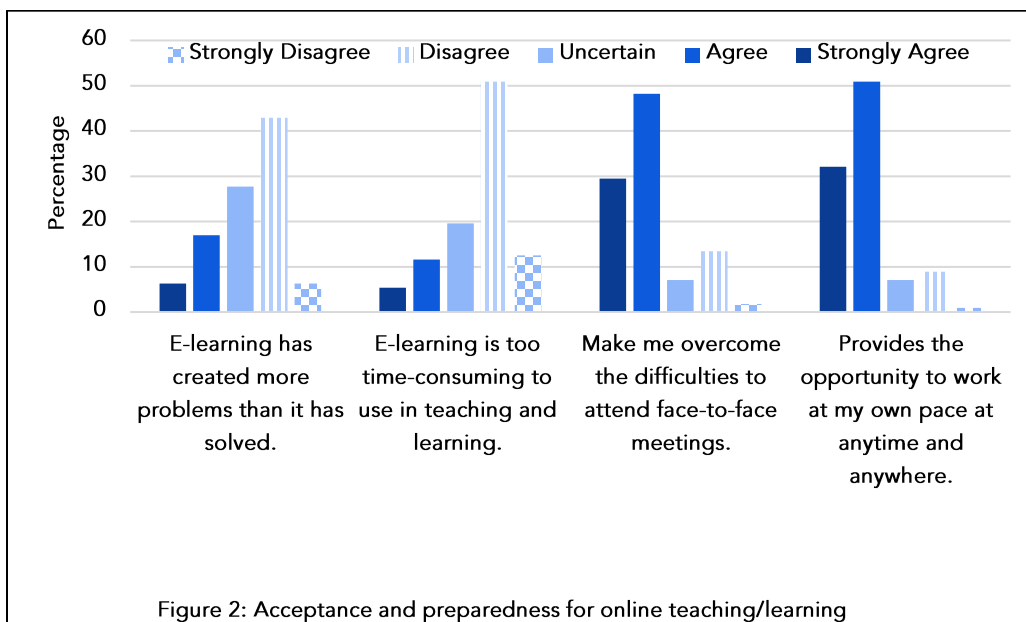 60
Strongly Disagree Disagree Uncertain Agree Strongly Agree
50
40
30
20
10
0
Percentage
E-learning has
created more
problems than it has
solved.
E-learning is too
time-consuming to
use in teaching and
learning.
Make me overcome
the difficulties to
attend face-to-face
meetings.
Provides the
opportunity to work
at my own pace at
anytime and
anywhere.
Figure 2: Acceptance and preparedness for online teaching/learning